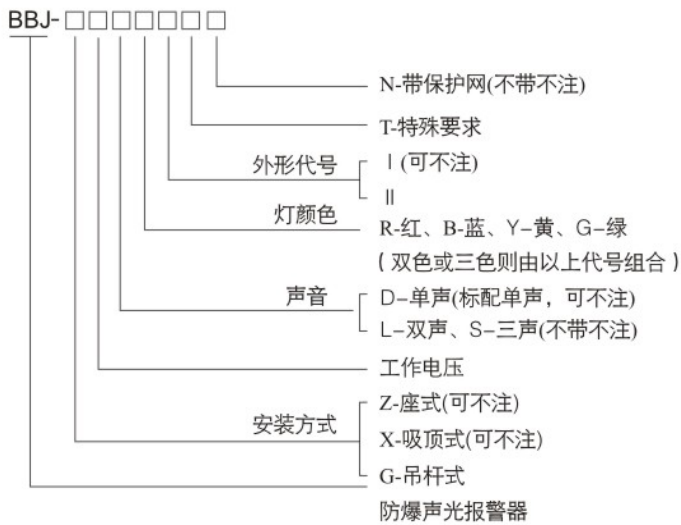 BBJ-□□□□□□□
N-带保护网(不带不注)
T-特殊要求
外形代号
Ⅰ(可不注)
Ⅱ
灯颜色
R-红、B-蓝、Y-黄、G-绿
(双色或三色则由以上代号组合)
声音
D-单声(标配单声，可不注)
L-双声、S-三声(不带不注)
工作电压
安装方式
Z-座式(可不注)
X-吸顶式(可不注)
G-吊杆式
防爆声光报警器